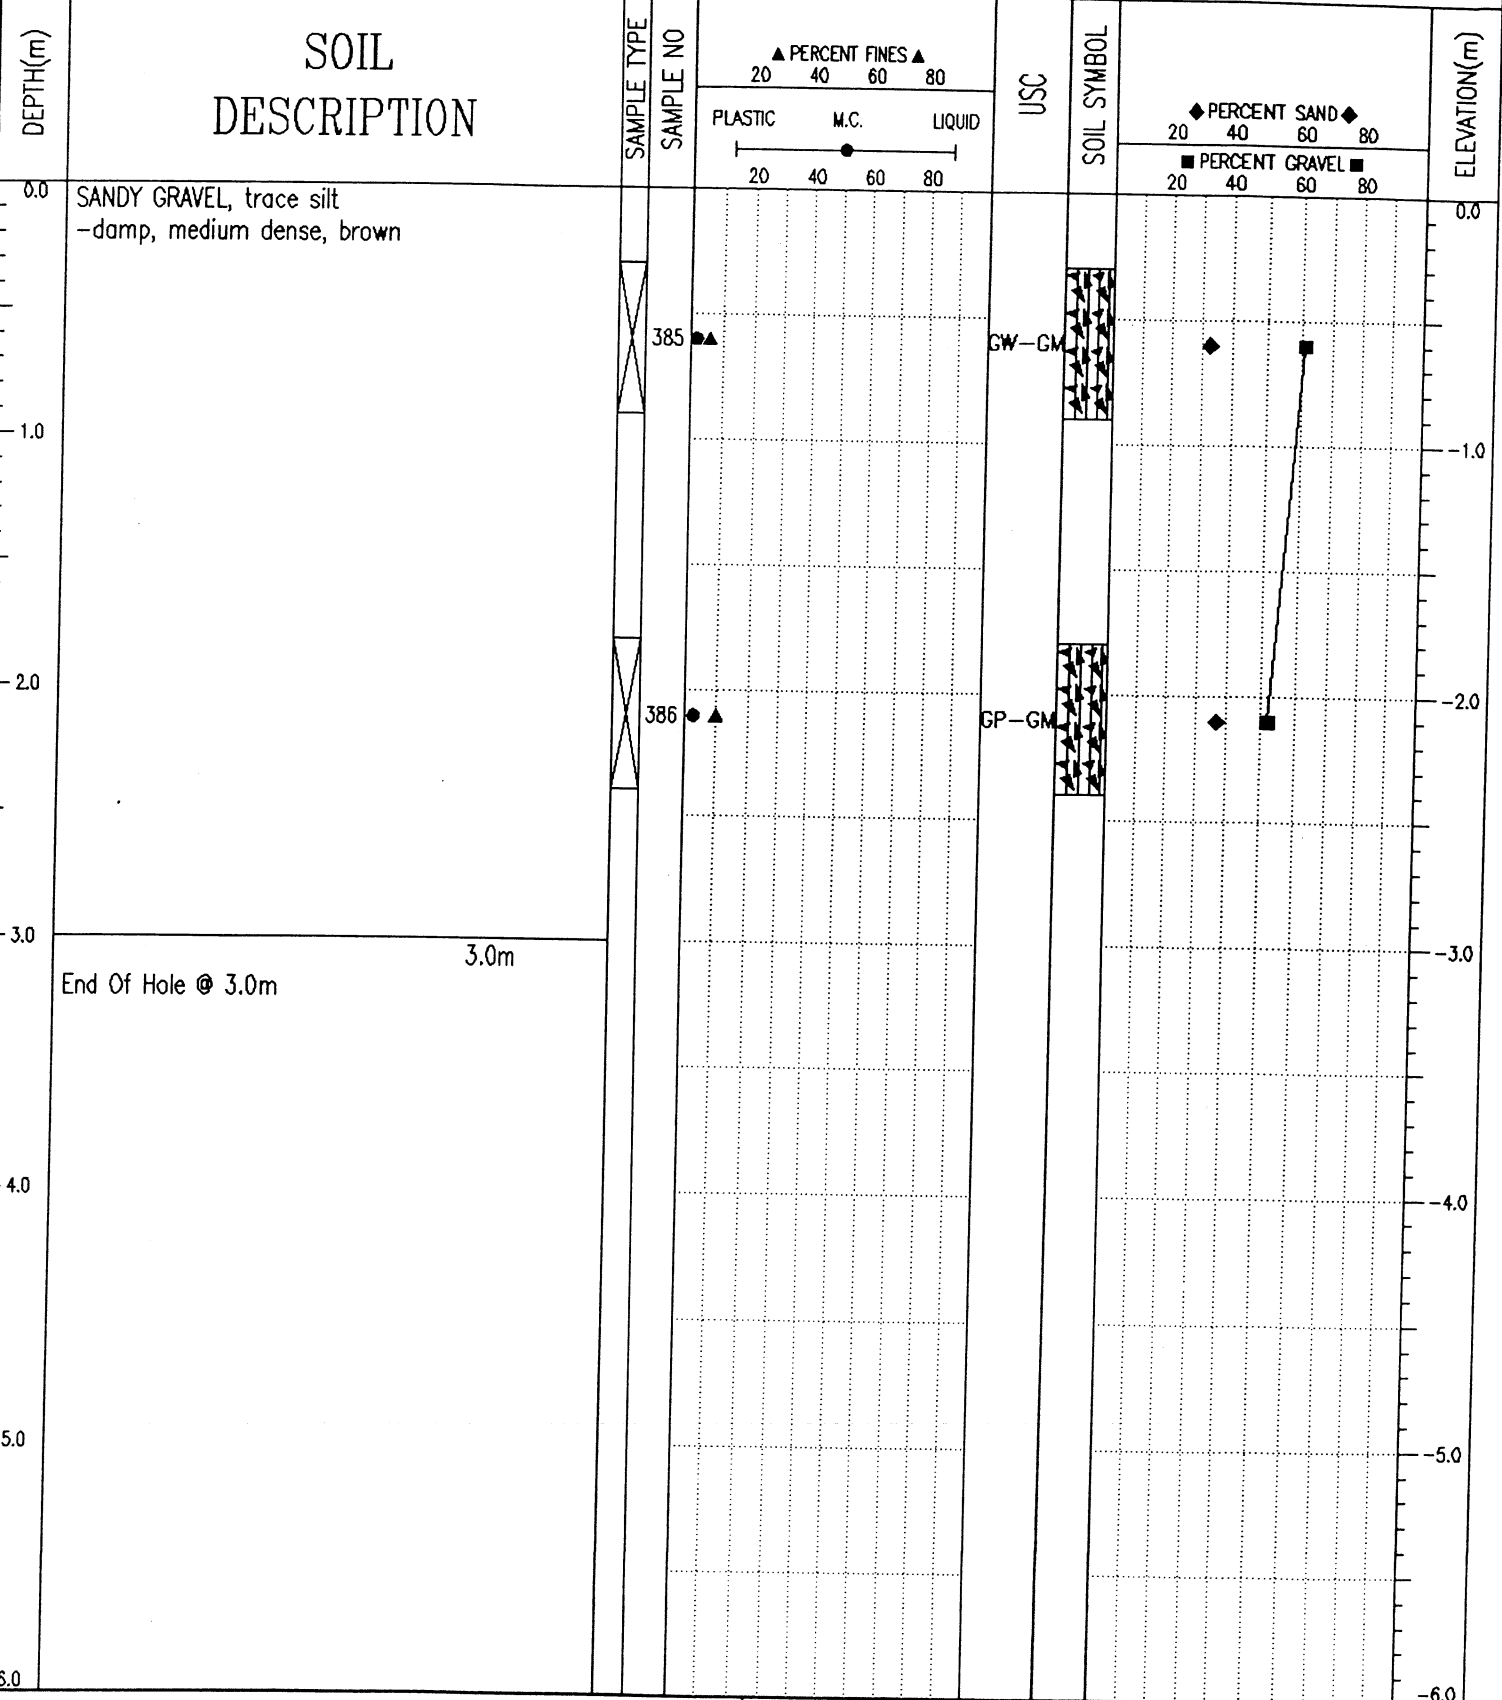 DEPTH(m)
SOIL
DESCRIPTION
SAMPLE TYPE
SAMPLE NO
▲ PERCENT FINES ▲
20 40 60 80
PLASTIC M.C. LIQUID
20 40 60 80
USC
SOIL SYMBOL
◆ PERCENT SAND ◆
20 40 60 80
■ PERCENT GRAVEL ■
20 40 60 80
ELEVATION(m)
0.0
SANDY GRAVEL, trace silt
-damp, medium dense, brown
0.0
385
GW-GM
1.0
-1.0
2.0
-2.0
386
GP-GM
3.0
3.0m
-3.0
End Of Hole @ 3.0m
4.0
-4.0
5.0
-5.0
6.0
-6.0